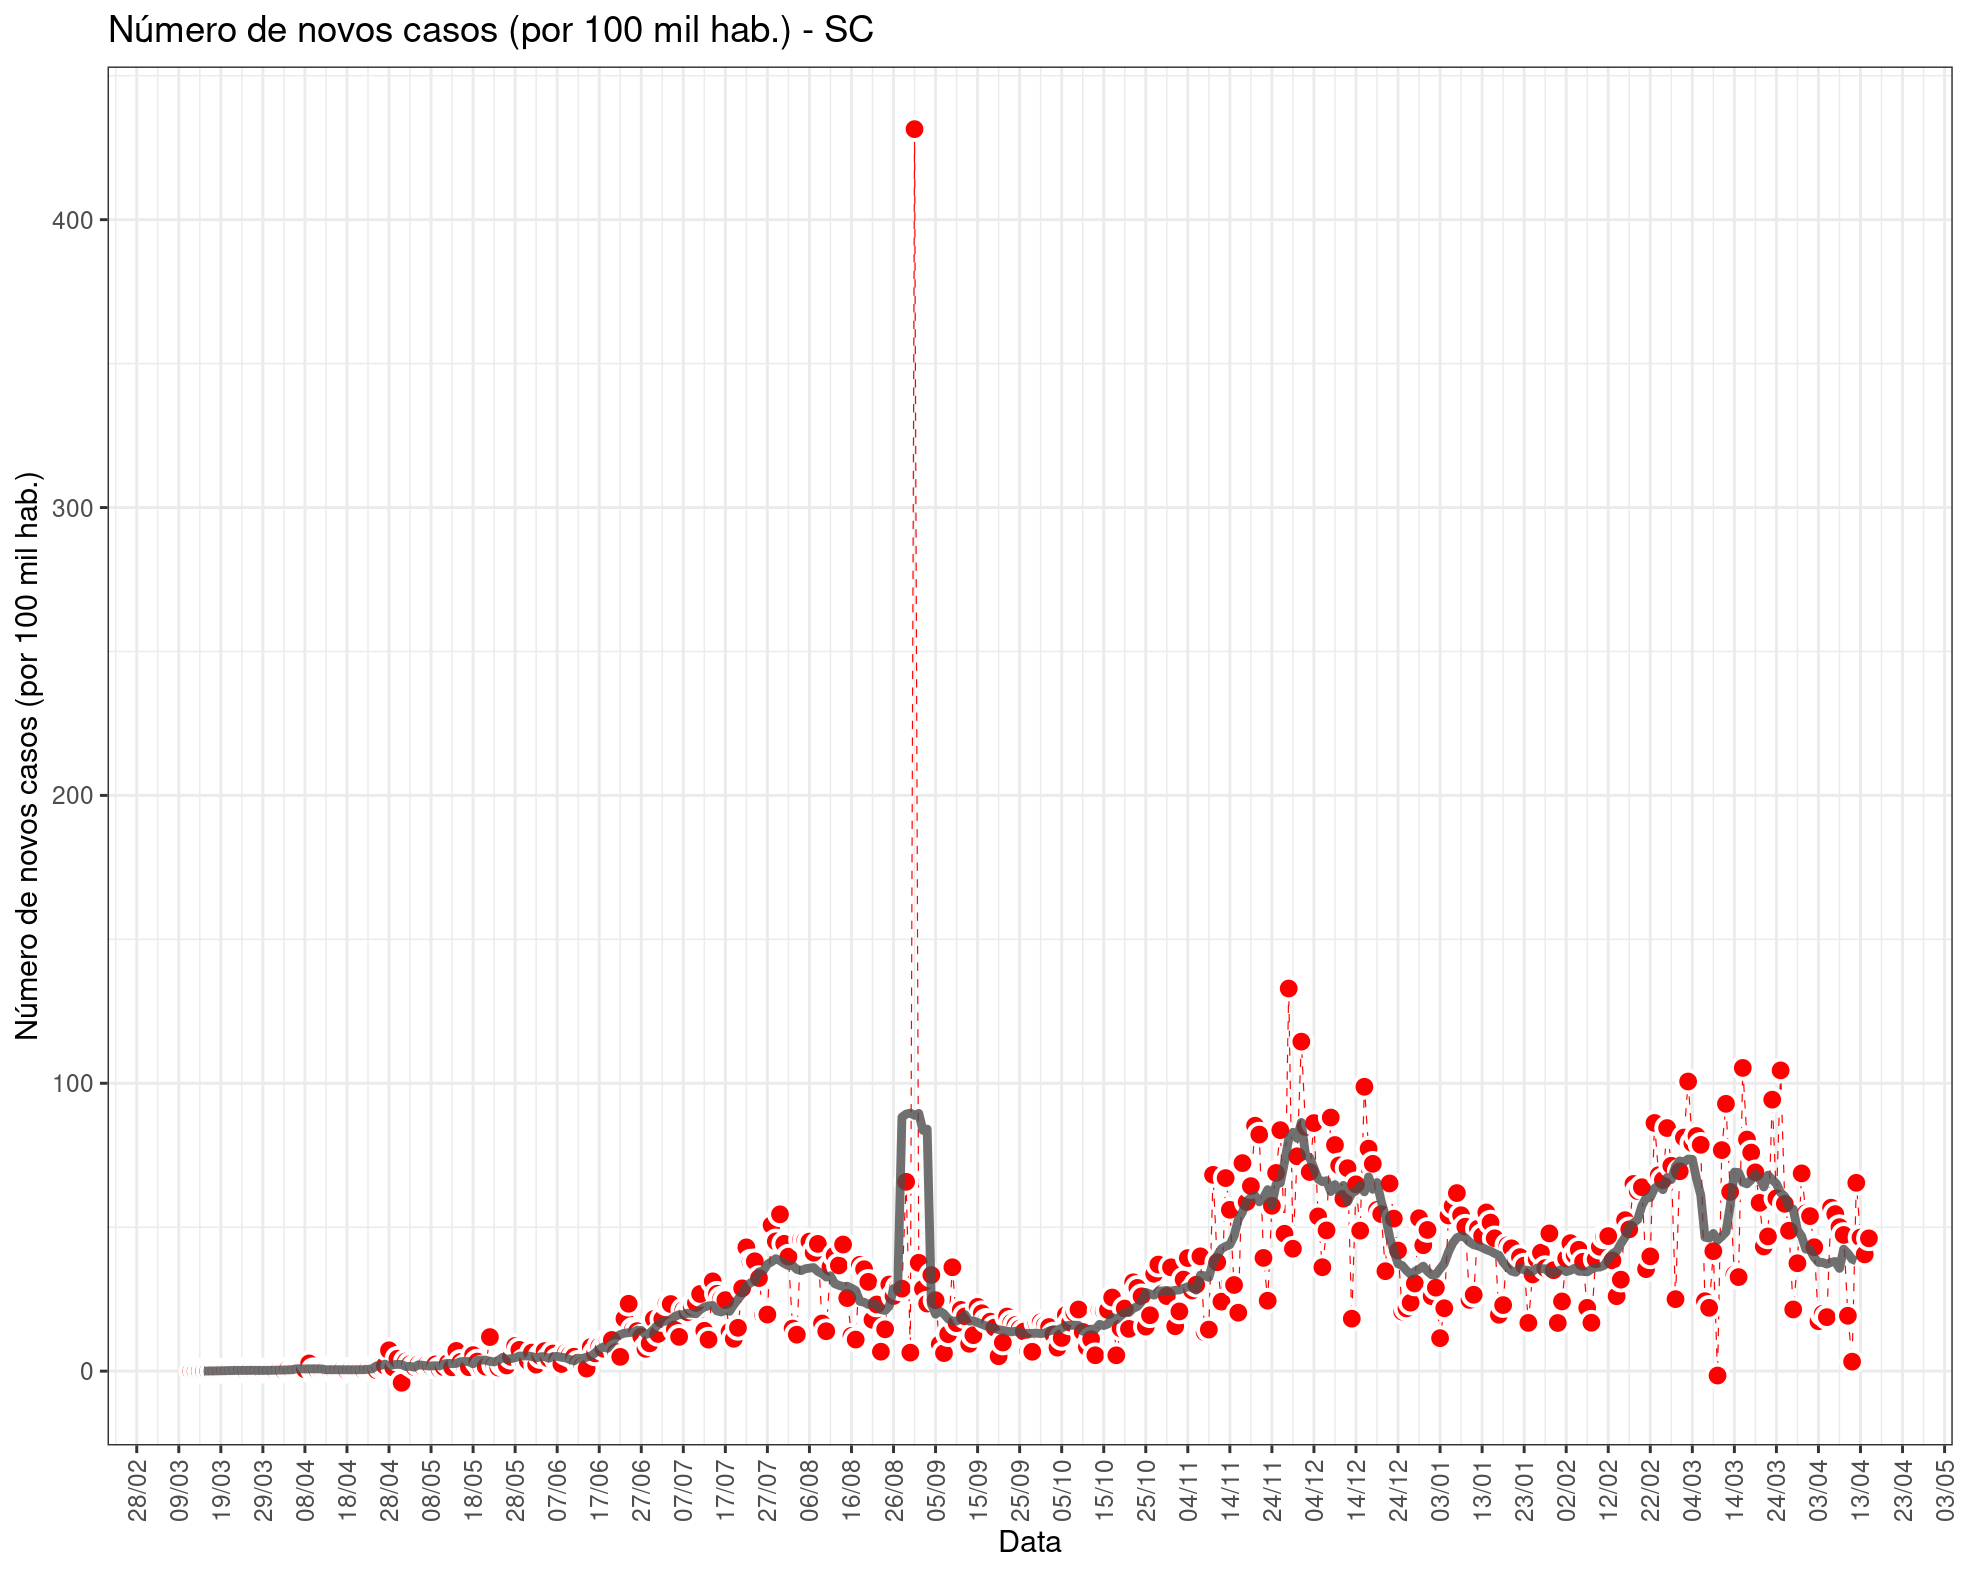 Número de novos casos (por 100 mil hab.) - SC
Número de novos casos (por 100 mil hab.)
400
300
200
100
0
28/02 09/03 19/03 29/03 08/04 18/04 28/04 08/05 18/05 28/05 07/06 17/06 27/06 07/07 17/07 27/07 06/08 16/08 26/08 05/09 15/09 25/09 05/10 15/10 25/10 04/11 14/11 24/11 04/12 14/12 24/12 03/01 13/01 23/01 02/02 12/02 22/02 04/03 14/03 24/03 03/04 13/04 23/04 03/05
Data